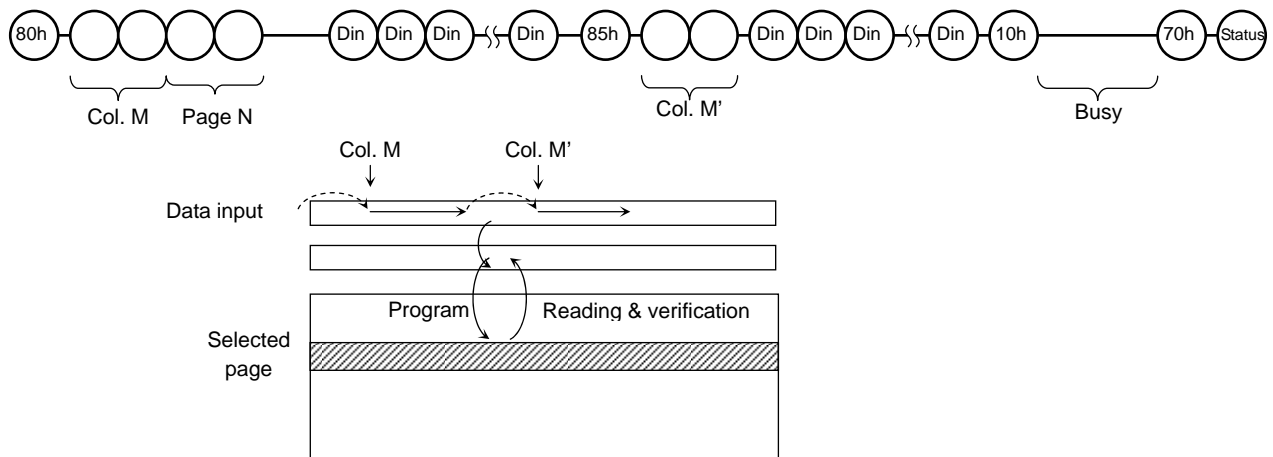 80h Din Din Din Din 85h Din Din Din Din 10h 70h Status
Col. M Page N Col. M’ Busy
Col. M Col. M’
Data input
Program Reading & verification
Selected
page